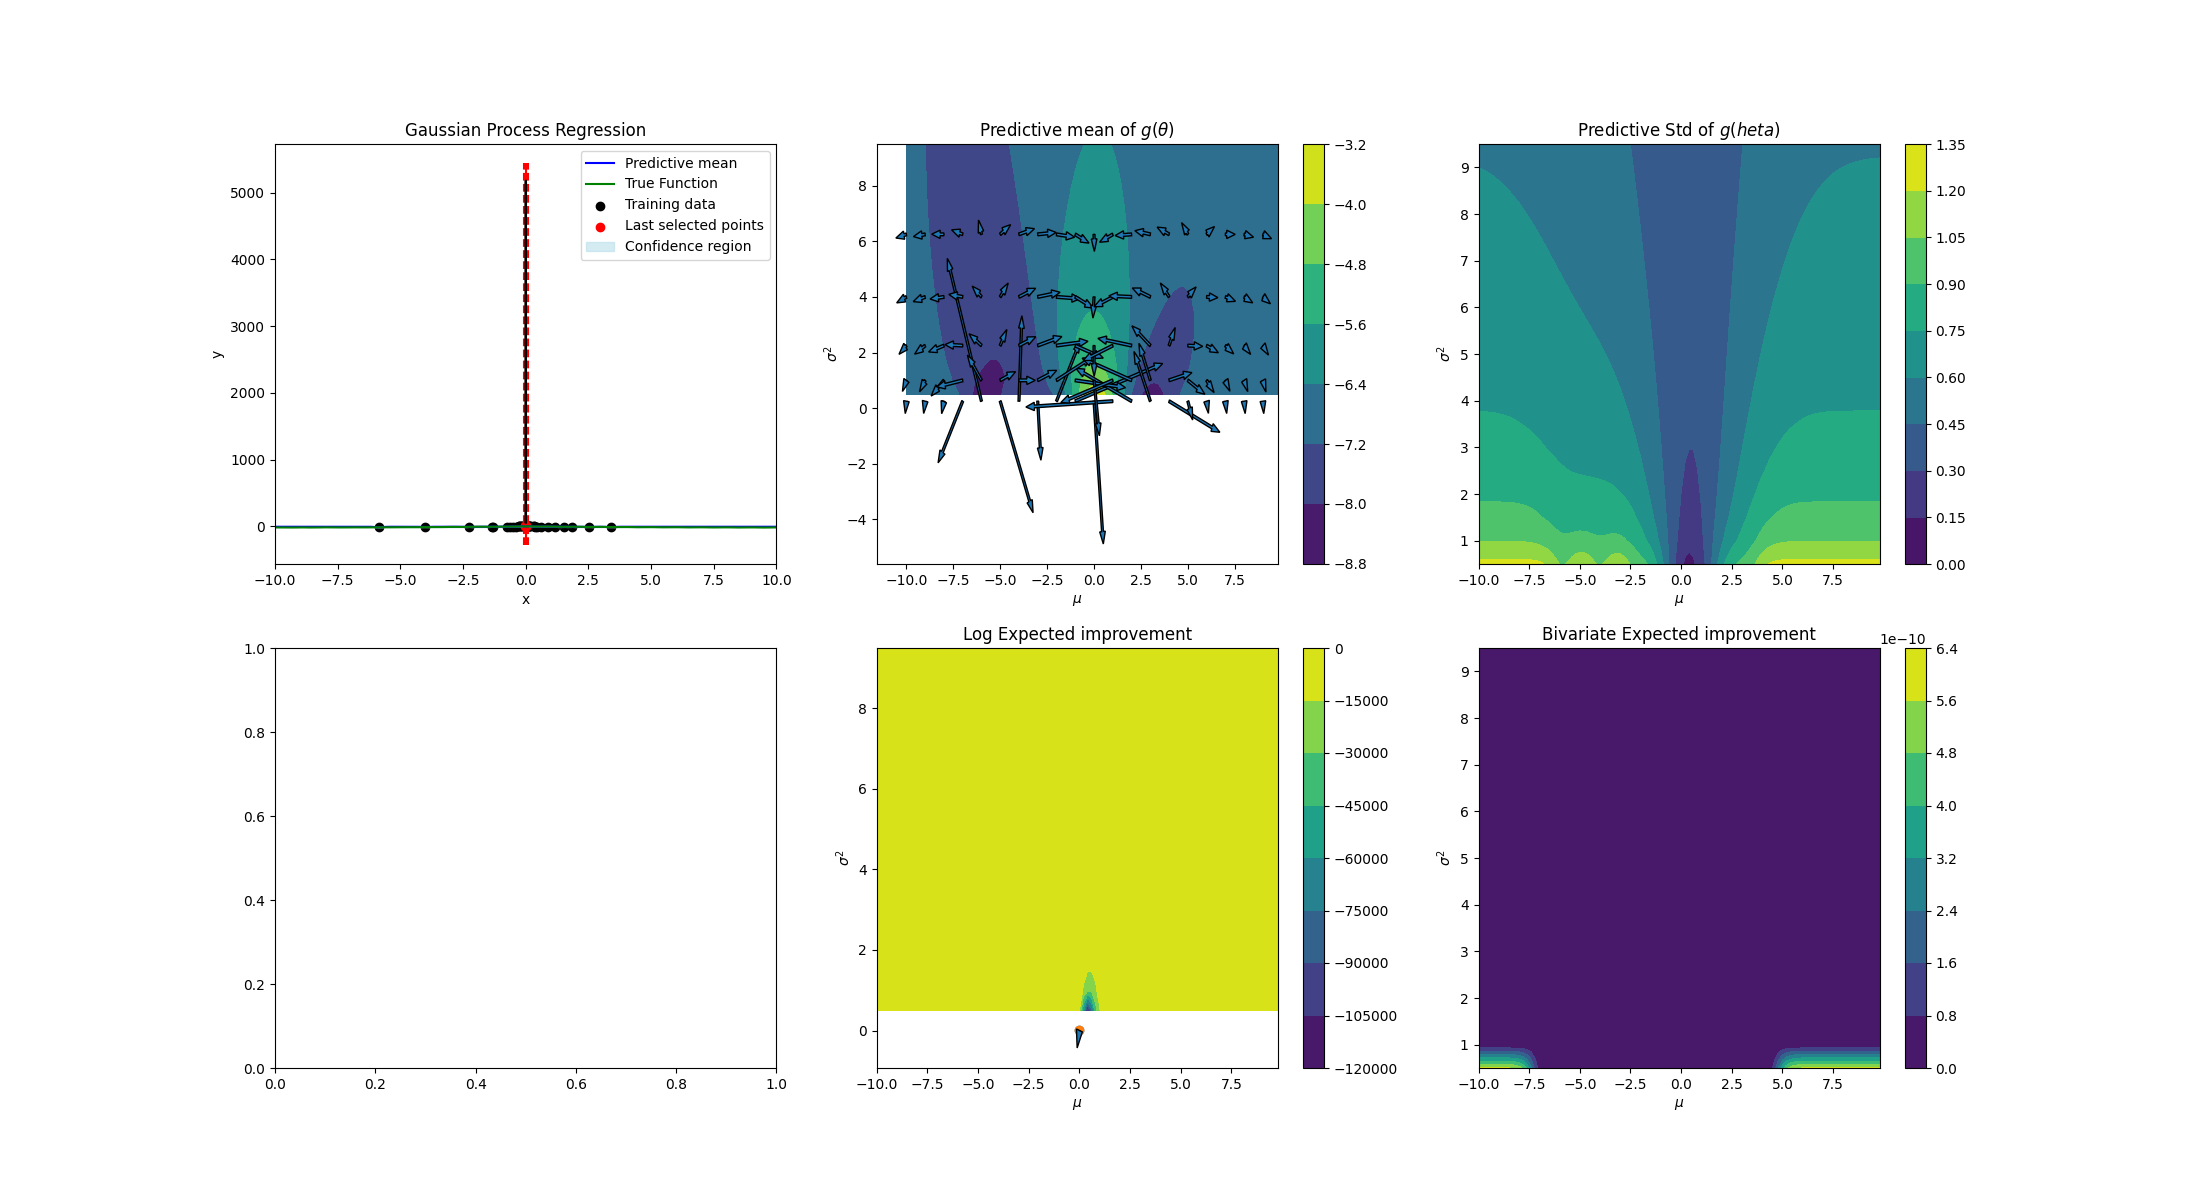 Gaussian Process Regression
Predictive mean
True Function
Training data
Last selected points
Confidence region
5000
4000
3000
2000
1000
0
y
−10.0 −7.5 −5.0 −2.5 0.0 2.5 5.0 7.5 10.0
x
Predictive mean of g(θ)
8
6
4
2
0
−2
−4
σ²
−10.0 −7.5 −5.0 −2.5 0.0 2.5 5.0 7.5
μ
−3.2
−4.0
−4.8
−5.6
−6.4
−7.2
−8.0
−8.8
Predictive Std of g(heta)
9
8
7
6
5
4
3
2
1
σ²
−10.0 −7.5 −5.0 −2.5 0.0 2.5 5.0 7.5
μ
1.35
1.20
1.05
0.90
0.75
0.60
0.45
0.30
0.15
0.00
1.0
0.8
0.6
0.4
0.2
0.0
0.0 0.2 0.4 0.6 0.8 1.0
Log Expected improvement
8
6
4
2
0
σ²
−10.0 −7.5 −5.0 −2.5 0.0 2.5 5.0 7.5
μ
0
−15000
−30000
−45000
−60000
−75000
−90000
−105000
−120000
Bivariate Expected improvement
1e−10
9
8
7
6
5
4
3
2
1
σ²
−10.0 −7.5 −5.0 −2.5 0.0 2.5 5.0 7.5
μ
6.4
5.6
4.8
4.0
3.2
2.4
1.6
0.8
0.0